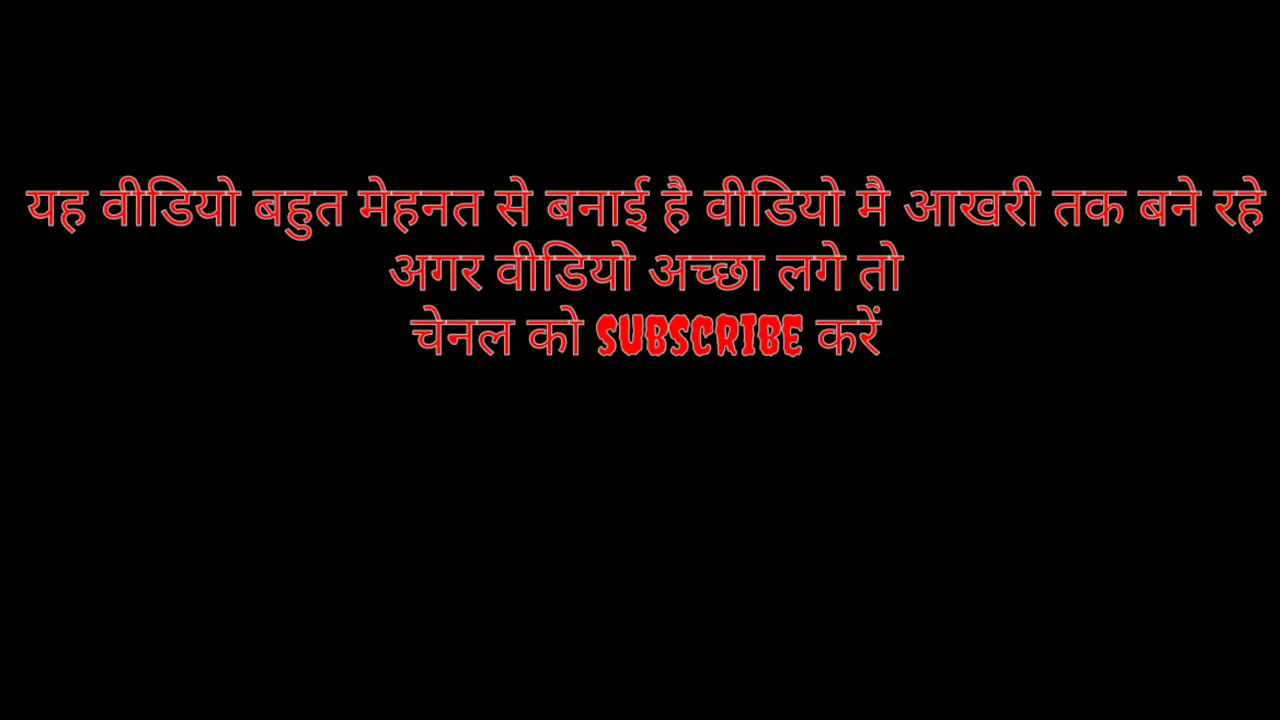 यह वीडियो बहुत मेहनत से बनाई है वीडियो मै आखरी तक बने रहे
अगर वीडियो अच्छा लगे तो
चेनल को SUBSCRIBE करें